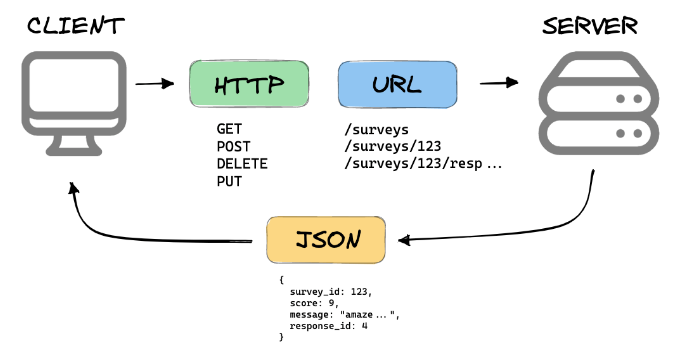 CLIENT
SERVER
HTTP
URL
GET
POST
DELETE
PUT
/surveys
/surveys/123
/surveys/123/resp...
JSON
{
survey_id: 123,
score: 9,
message: "amaze...",
response_id: 4
}